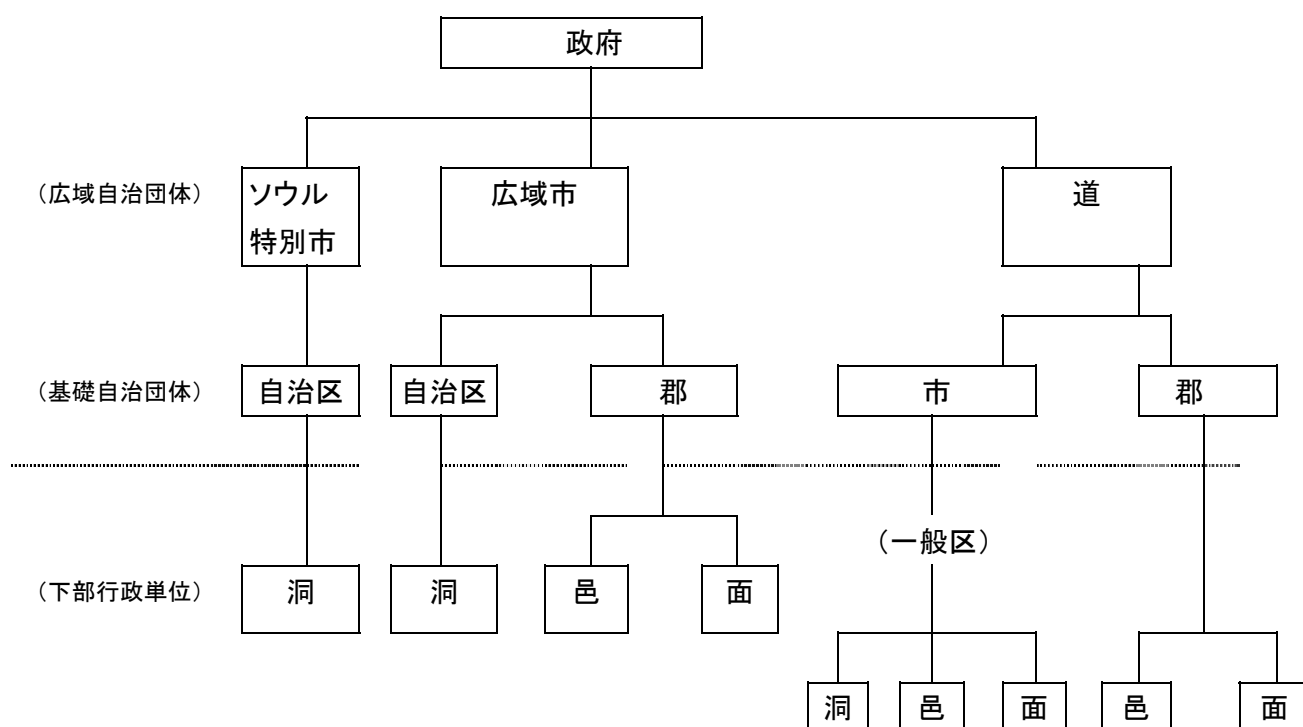 政府
（広域自治団体）
ソウル
特別市
広域市
道
（基礎自治団体）
自治区
自治区
郡
市
郡
（一般区）
（下部行政単位）
洞
洞
邑
面
洞
邑
面
邑
面